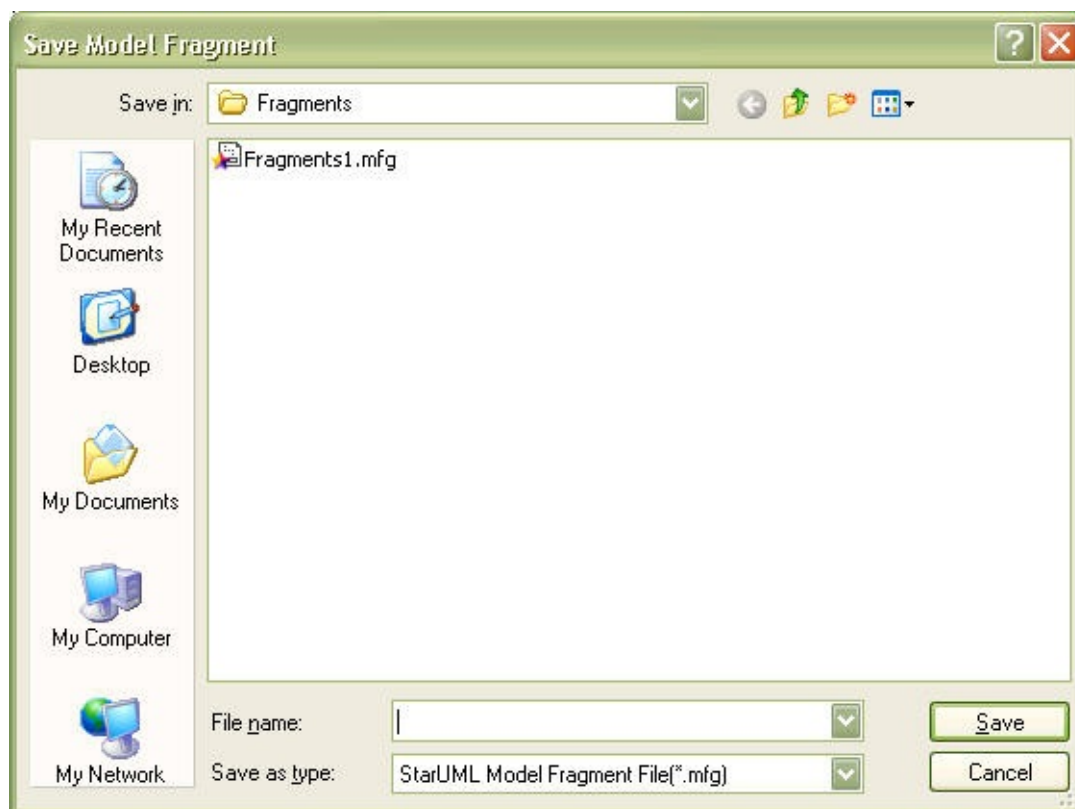 Save Model Fragment
Save in:
Fragments
Fragments1.mfg
My Recent
Documents
Desktop
My Documents
My Computer
My Network
File name:
Save
Save as type:
StarUML Model Fragment File(*.mfg)
Cancel